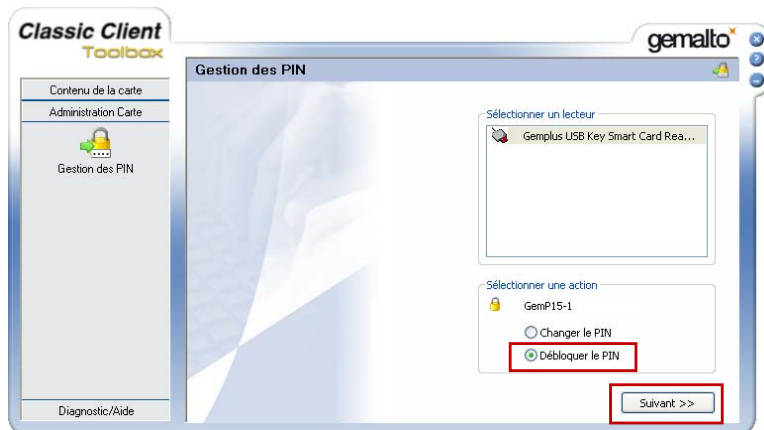 Classic Client
Toolbox
gemalto
Gestion des PIN
Contenu de la carte
Administration Carte
Gestion des PIN
Diagnostic/Aide
Sélectionner un lecteur
Gemplus USB Key Smart Card Rea...
Sélectionner une action
GemP15-1
Changer le PIN
Débloquer le PIN
Suivant >>